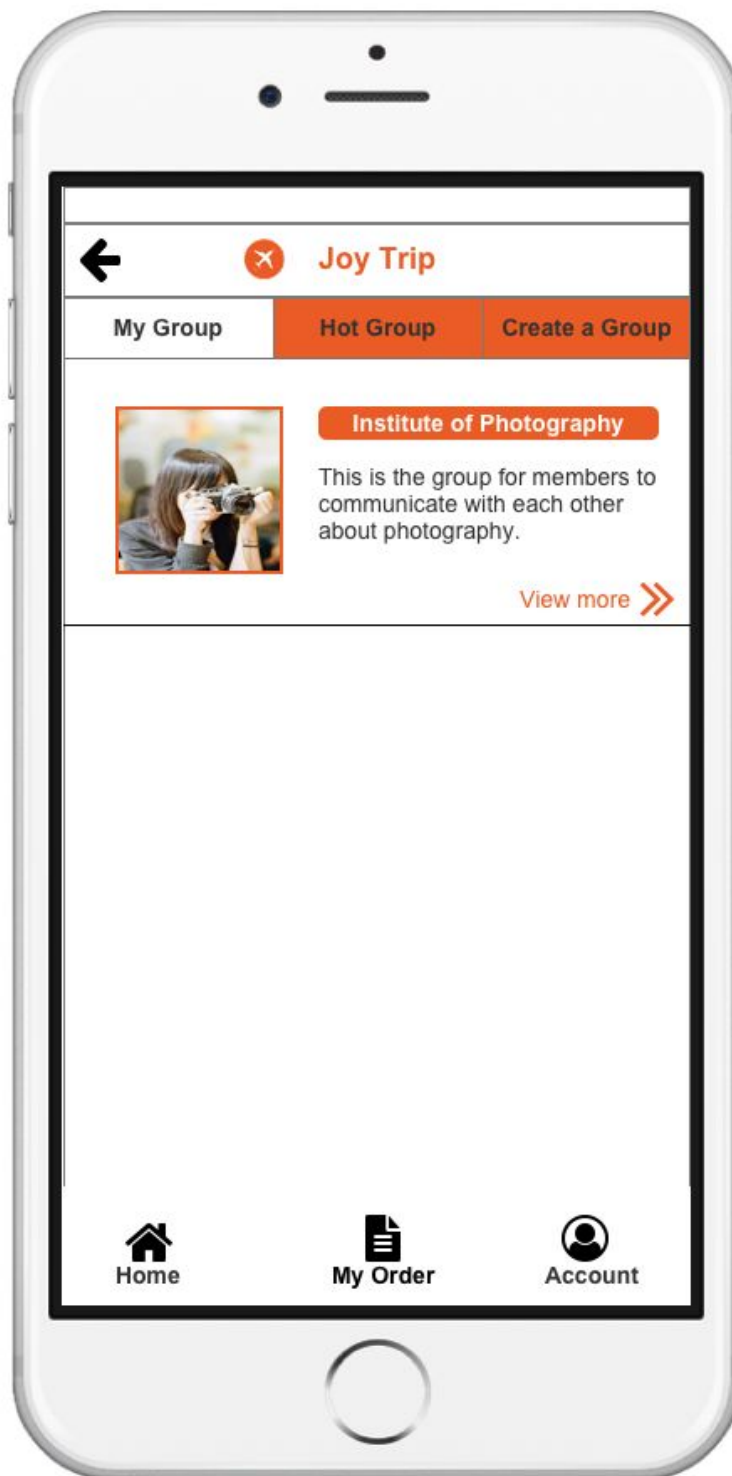 Joy Trip
My Group
Hot Group
Create a Group
Institute of Photography
This is the group for members to
communicate with each other
about photography.
View more
Home
My Order
Account